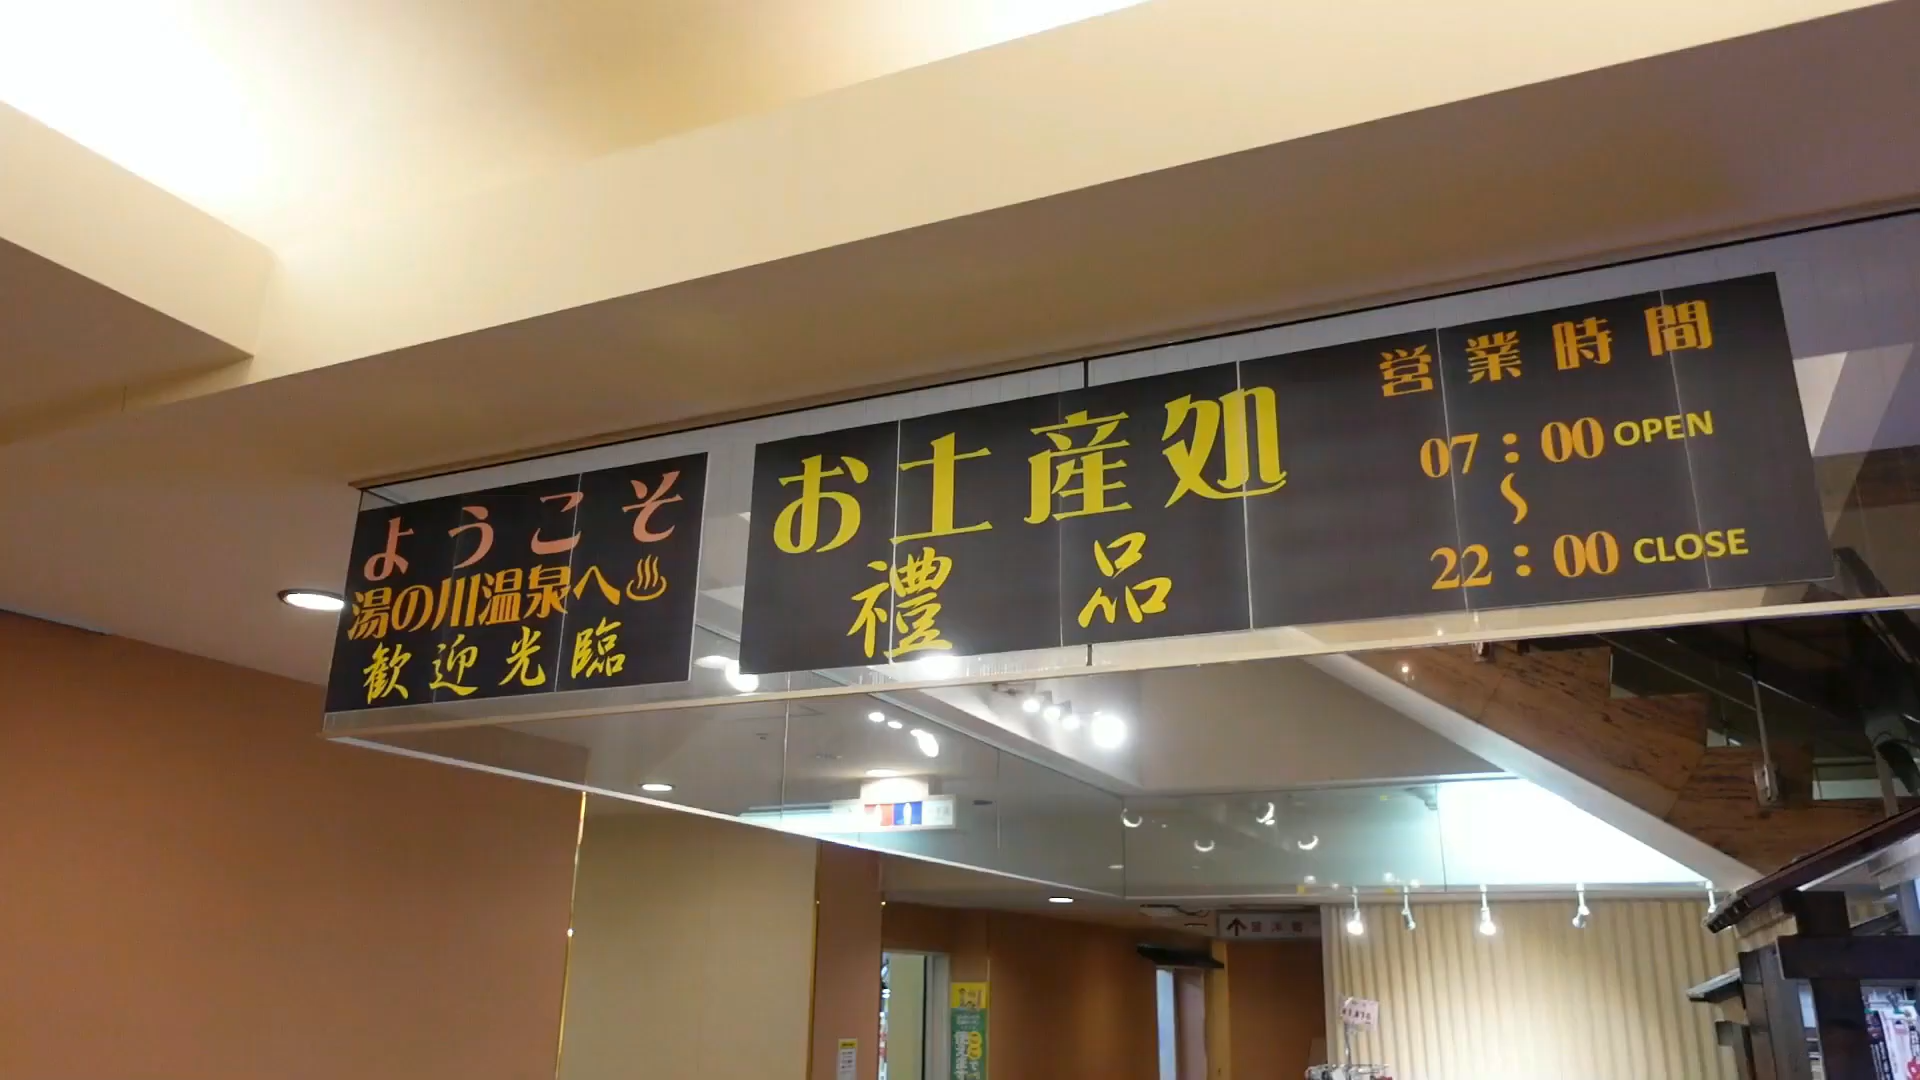 ようこそ
湯の川温泉へ♨
歓迎光臨
お土産処
禮品
営業時間
07:00 OPEN
～
22:00 CLOSE